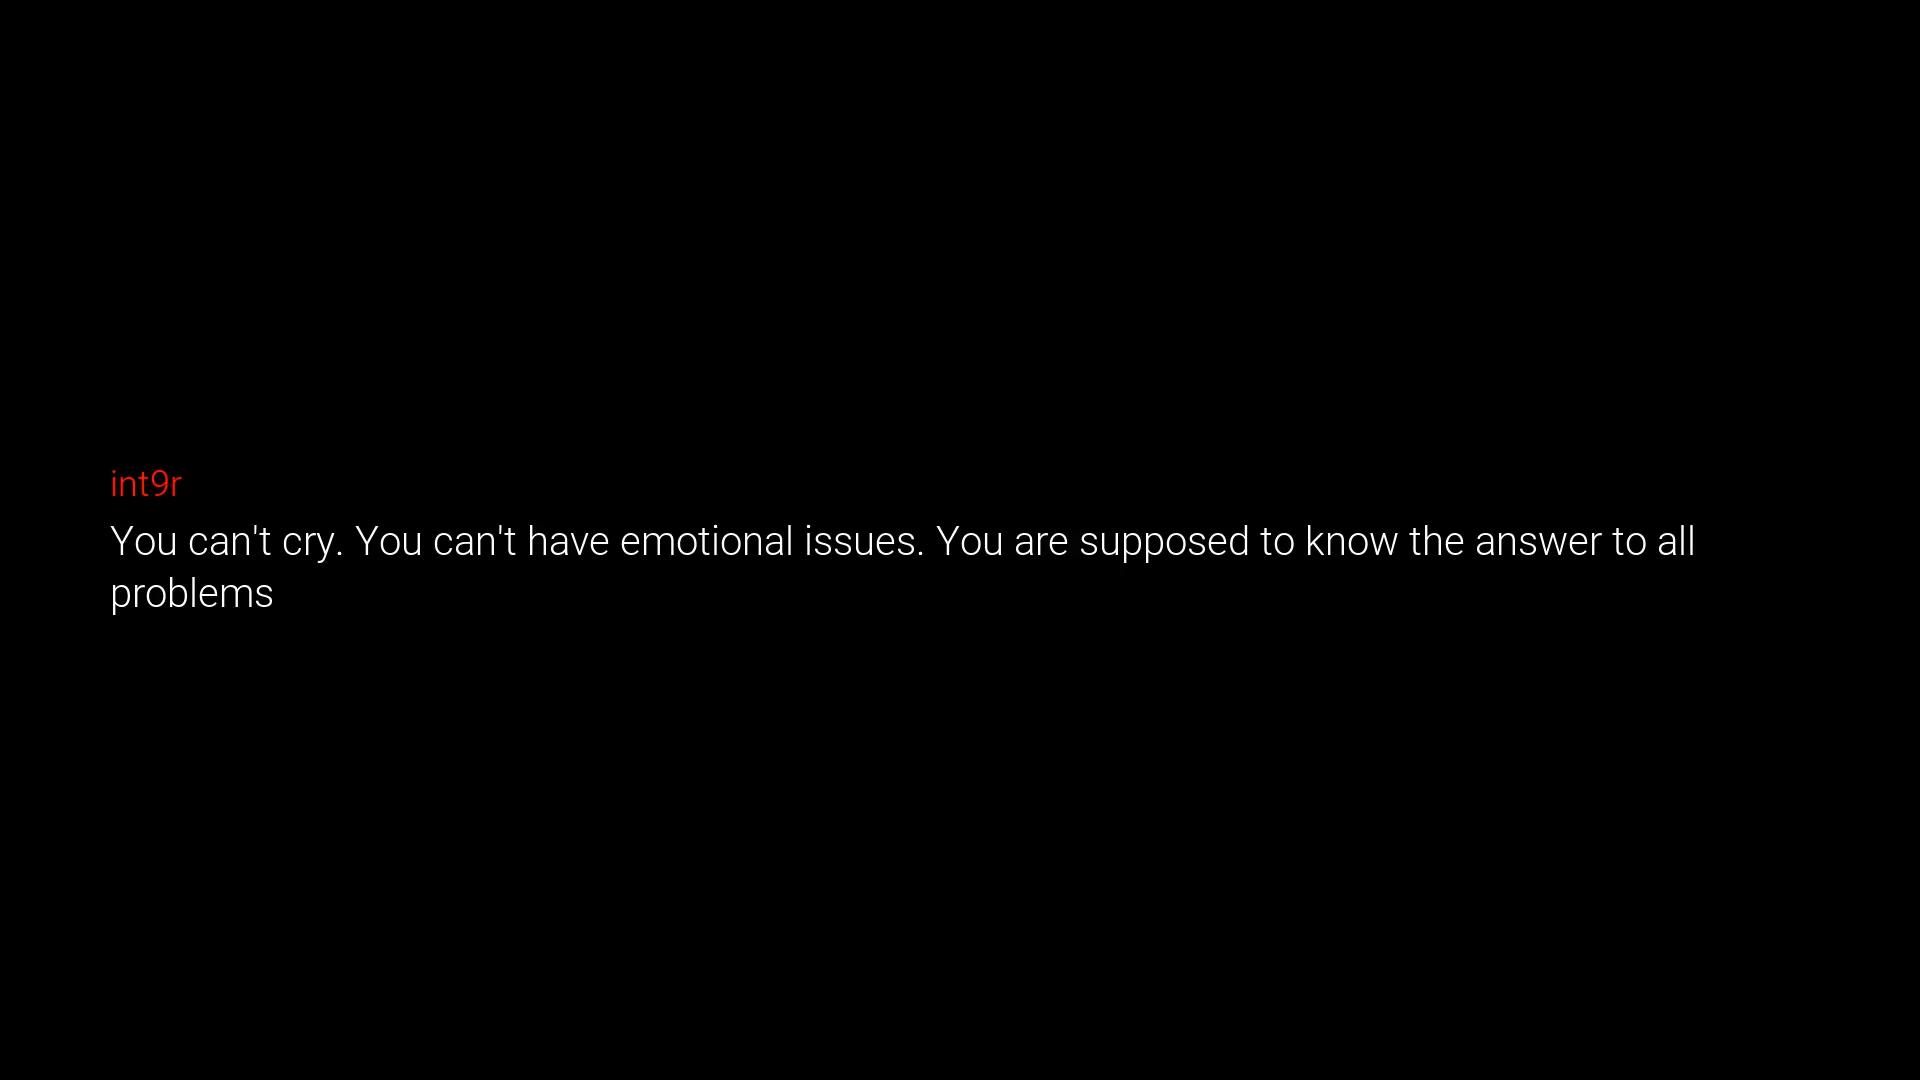 int9r
You can't cry. You can't have emotional issues. You are supposed to know the answer to all
problems